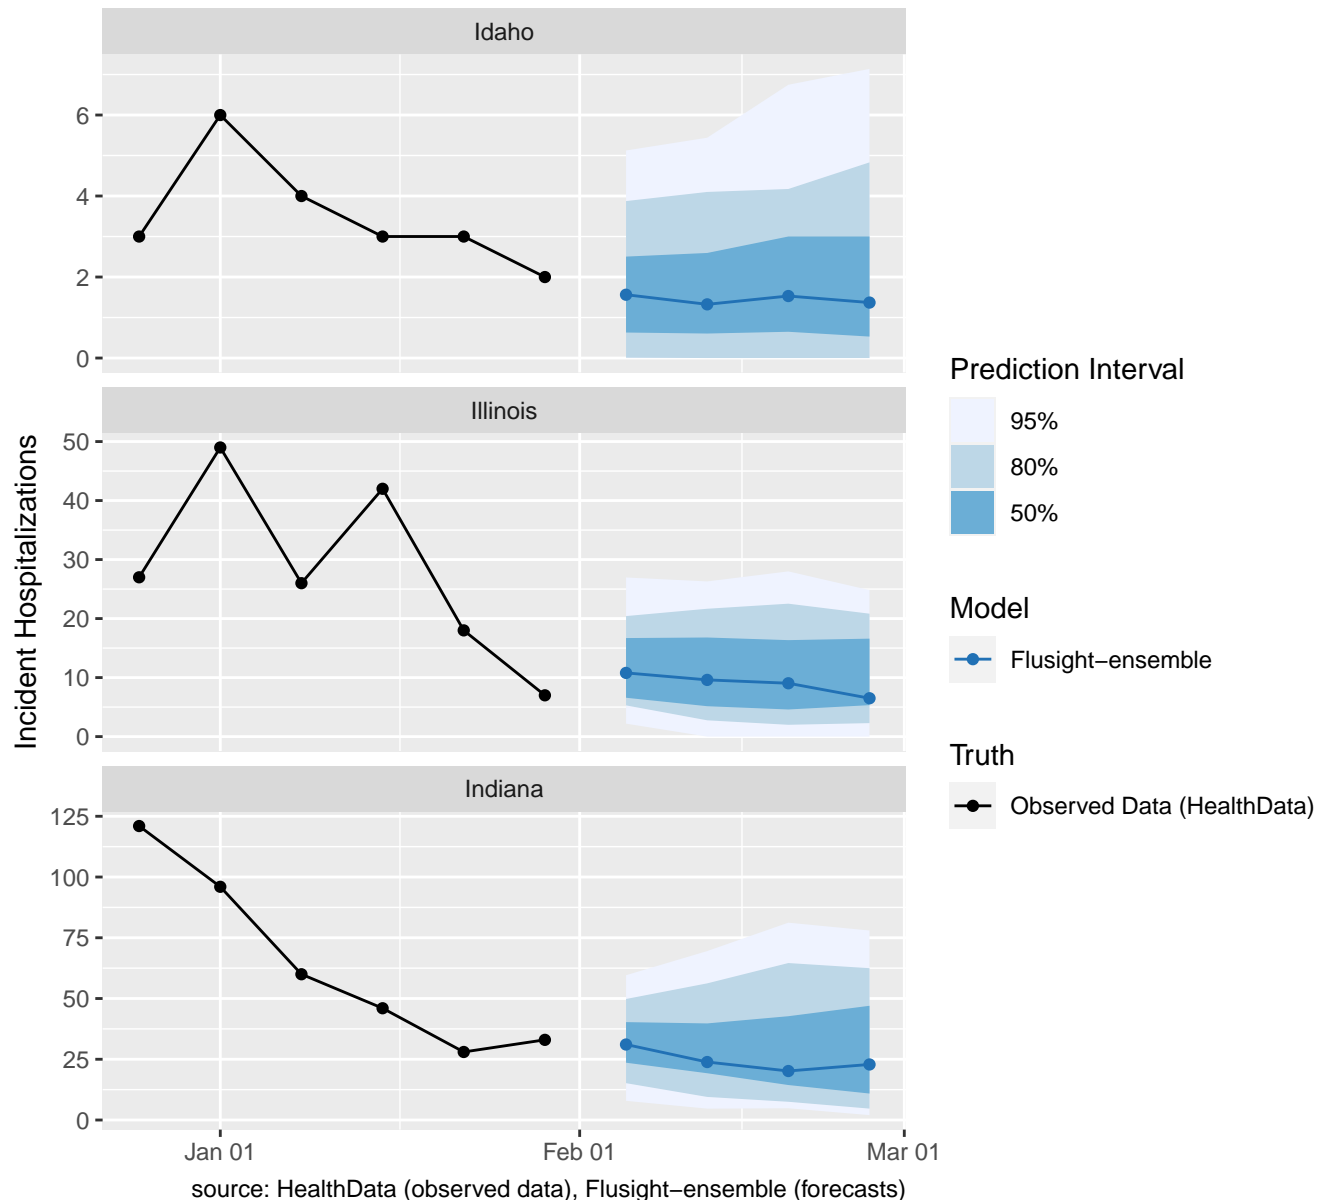 Idaho
6
4
2
0
Illinois
50
40
30
20
10
0
Indiana
125
100
75
50
25
0
Incident Hospitalizations
Jan 01
Feb 01
Mar 01
source: HealthData (observed data), Flusight−ensemble (forecasts)
Prediction Interval
95%
80%
50%
Model
Flusight−ensemble
Truth
Observed Data (HealthData)